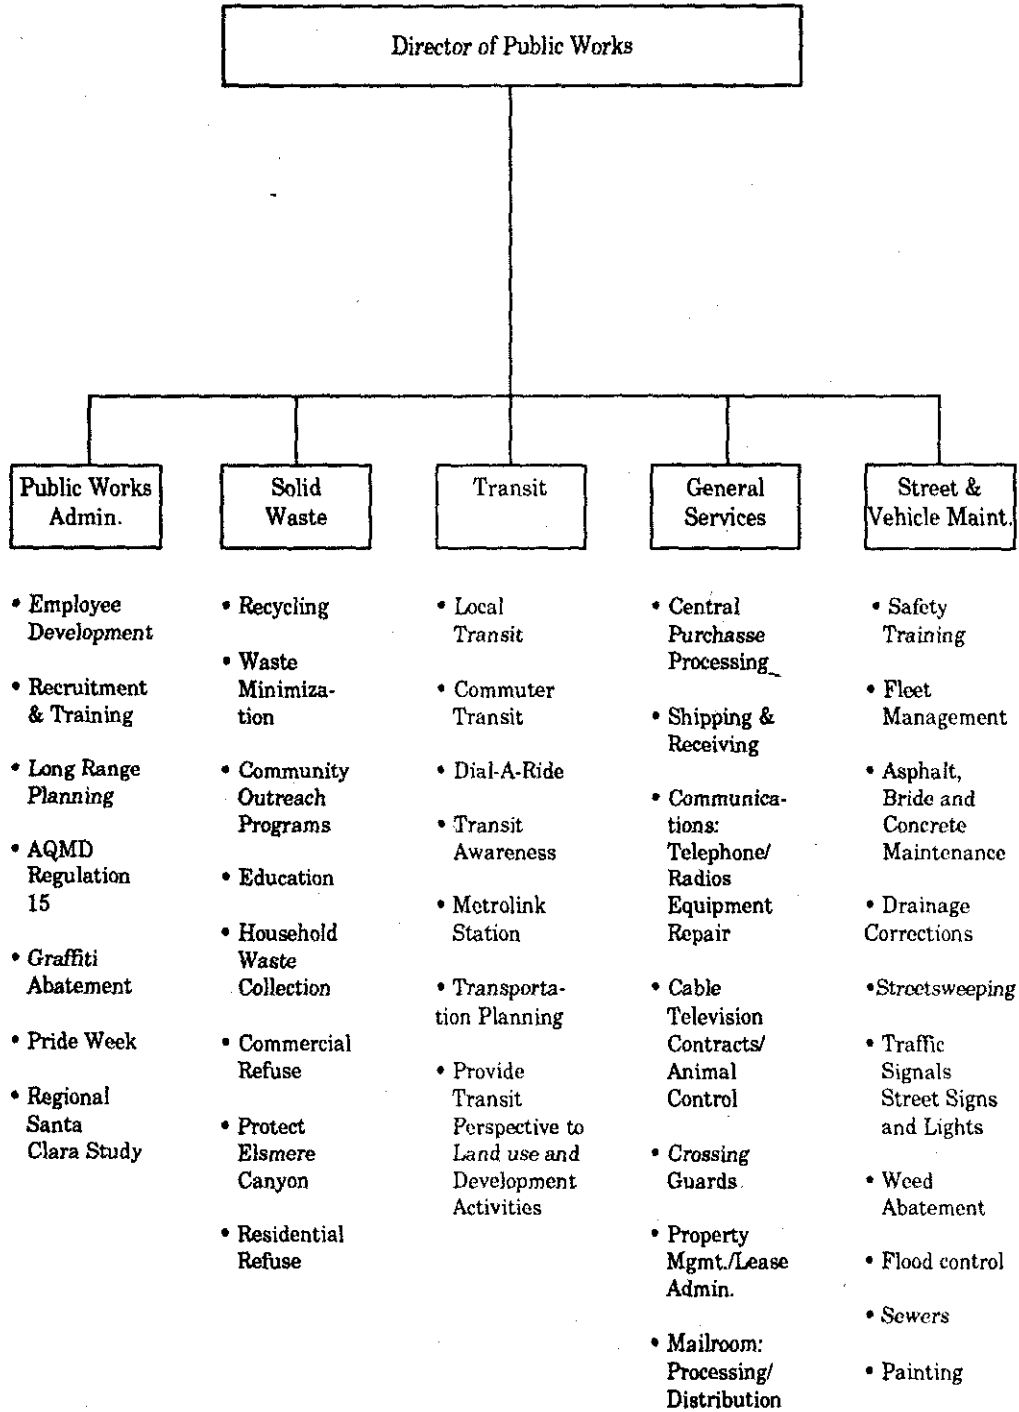 Director of Public Works
Public Works
Admin.
• Employee
Development
• Recruitment
& Training
• Long Range
Planning
• AQMD
Regulation
15
• Graffiti
Abatement
• Pride Week
• Regional
Santa
Clara Study
Solid
Waste
• Recycling
• Waste
Minimiza-
tion
• Community
Outreach
Programs
• Education
• Household
Waste
Collection
• Commercial
Refuse
• Protect
Elsmere
Canyon
• Residential
Refuse
Transit
• Local
Transit
• Commuter
Transit
• Dial-A-Ride
• Transit
Awareness
• Metrolink
Station
• Transporta-
tion Planning
• Provide
Transit
Perspective to
Land use and
Development
Activities
General
Services
• Central
Purchasse
Processing
• Shipping &
Receiving
• Communica-
tions:
Telephone/
Radios
Equipment
Repair
• Cable
Television
Contracts/
Animal
Control
• Crossing
Guards
• Property
Mgmt./Lease
Admin.
• Mailroom:
Processing/
Distribution
Street &
Vehicle Maint.
• Safety
Training
• Fleet
Management
• Asphalt,
Bride and
Concrete
Maintenance
• Drainage
Corrections
•Streetsweeping
• Traffic
Signals
Street Signs
and Lights
• Weed
Abatement
• Flood control
• Sewers
• Painting